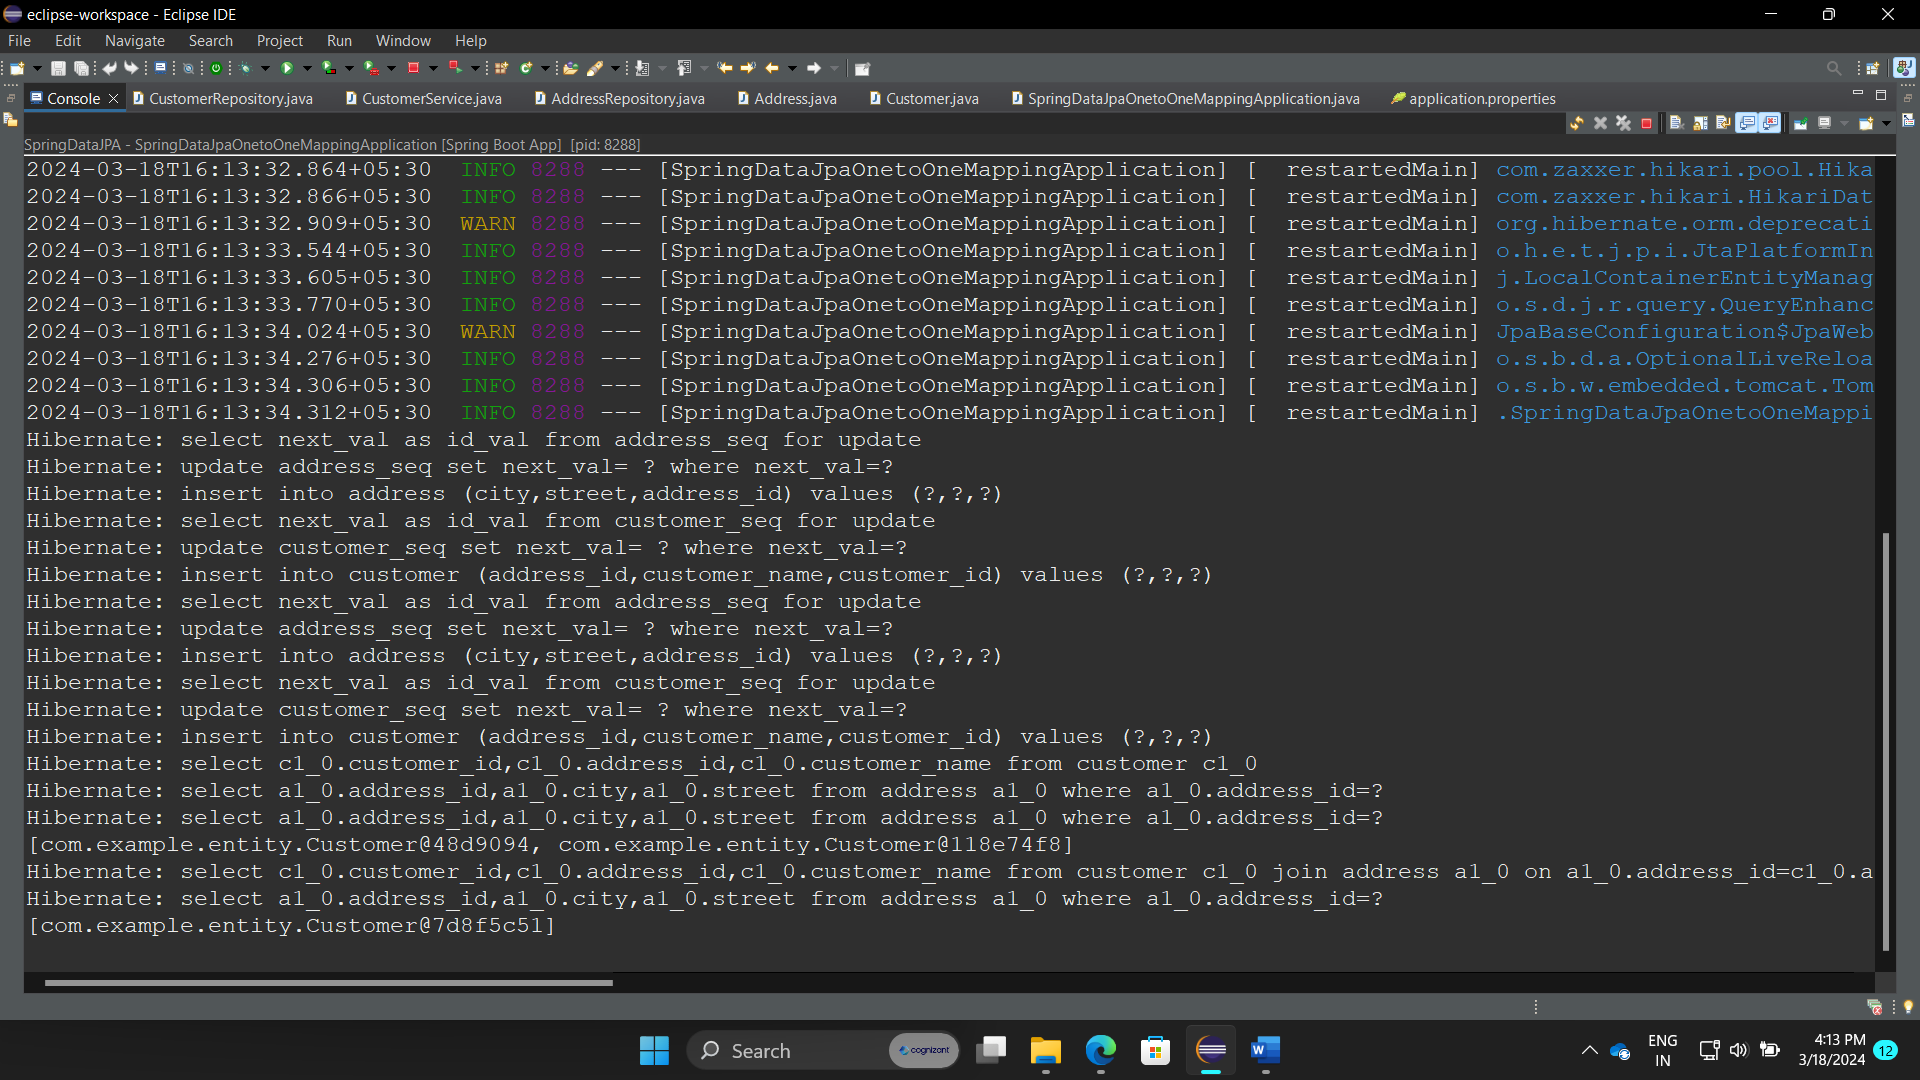 eclipse-workspace - Eclipse IDE
File Edit Navigate Search Project Run Window Help
Console CustomerRepository.java CustomerService.java AddressRepository.java Address.java Customer.java SpringDataJpaOnetoOneMappingApplication.java application.properties
SpringDataJPA - SpringDataJpaOnetoOneMappingApplication [Spring Boot App] [pid: 8288]
2024-03-18T16:13:32.864+05:30 INFO 8288 --- [SpringDataJpaOnetoOneMappingApplication] [ restartedMain] com.zaxxer.hikari.pool.Hika
2024-03-18T16:13:32.866+05:30 INFO 8288 --- [SpringDataJpaOnetoOneMappingApplication] [ restartedMain] com.zaxxer.hikari.HikariDat
2024-03-18T16:13:32.909+05:30 WARN 8288 --- [SpringDataJpaOnetoOneMappingApplication] [ restartedMain] org.hibernate.orm.deprecati
2024-03-18T16:13:33.544+05:30 INFO 8288 --- [SpringDataJpaOnetoOneMappingApplication] [ restartedMain] o.h.e.t.j.p.i.JtaPlatformIn
2024-03-18T16:13:33.605+05:30 INFO 8288 --- [SpringDataJpaOnetoOneMappingApplication] [ restartedMain] j.LocalContainerEntityManag
2024-03-18T16:13:33.770+05:30 INFO 8288 --- [SpringDataJpaOnetoOneMappingApplication] [ restartedMain] o.s.d.j.r.query.QueryEnhanc
2024-03-18T16:13:34.024+05:30 WARN 8288 --- [SpringDataJpaOnetoOneMappingApplication] [ restartedMain] JpaBaseConfiguration$JpaWeb
2024-03-18T16:13:34.276+05:30 INFO 8288 --- [SpringDataJpaOnetoOneMappingApplication] [ restartedMain] o.s.b.d.a.OptionalLiveReloa
2024-03-18T16:13:34.306+05:30 INFO 8288 --- [SpringDataJpaOnetoOneMappingApplication] [ restartedMain] o.s.b.w.embedded.tomcat.Tom
2024-03-18T16:13:34.312+05:30 INFO 8288 --- [SpringDataJpaOnetoOneMappingApplication] [ restartedMain] .SpringDataJpaOnetoOneMappi
Hibernate: select next_val as id_val from address_seq for update
Hibernate: update address_seq set next_val= ? where next_val=?
Hibernate: insert into address (city,street,address_id) values (?,?,?)
Hibernate: select next_val as id_val from customer_seq for update
Hibernate: update customer_seq set next_val= ? where next_val=?
Hibernate: insert into customer (address_id,customer_name,customer_id) values (?,?,?)
Hibernate: select next_val as id_val from address_seq for update
Hibernate: update address_seq set next_val= ? where next_val=?
Hibernate: insert into address (city,street,address_id) values (?,?,?)
Hibernate: select next_val as id_val from customer_seq for update
Hibernate: update customer_seq set next_val= ? where next_val=?
Hibernate: insert into customer (address_id,customer_name,customer_id) values (?,?,?)
Hibernate: select c1_0.customer_id,c1_0.address_id,c1_0.customer_name from customer c1_0
Hibernate: select a1_0.address_id,a1_0.city,a1_0.street from address a1_0 where a1_0.address_id=?
Hibernate: select a1_0.address_id,a1_0.city,a1_0.street from address a1_0 where a1_0.address_id=?
[com.example.entity.Customer@48d9094, com.example.entity.Customer@118e74f8]
Hibernate: select c1_0.customer_id,c1_0.address_id,c1_0.customer_name from customer c1_0 join address a1_0 on a1_0.address_id=c1_0.a
Hibernate: select a1_0.address_id,a1_0.city,a1_0.street from address a1_0 where a1_0.address_id=?
[com.example.entity.Customer@7d8f5c51]
Search cognizant
ENG
IN
4:13 PM
3/18/2024
12